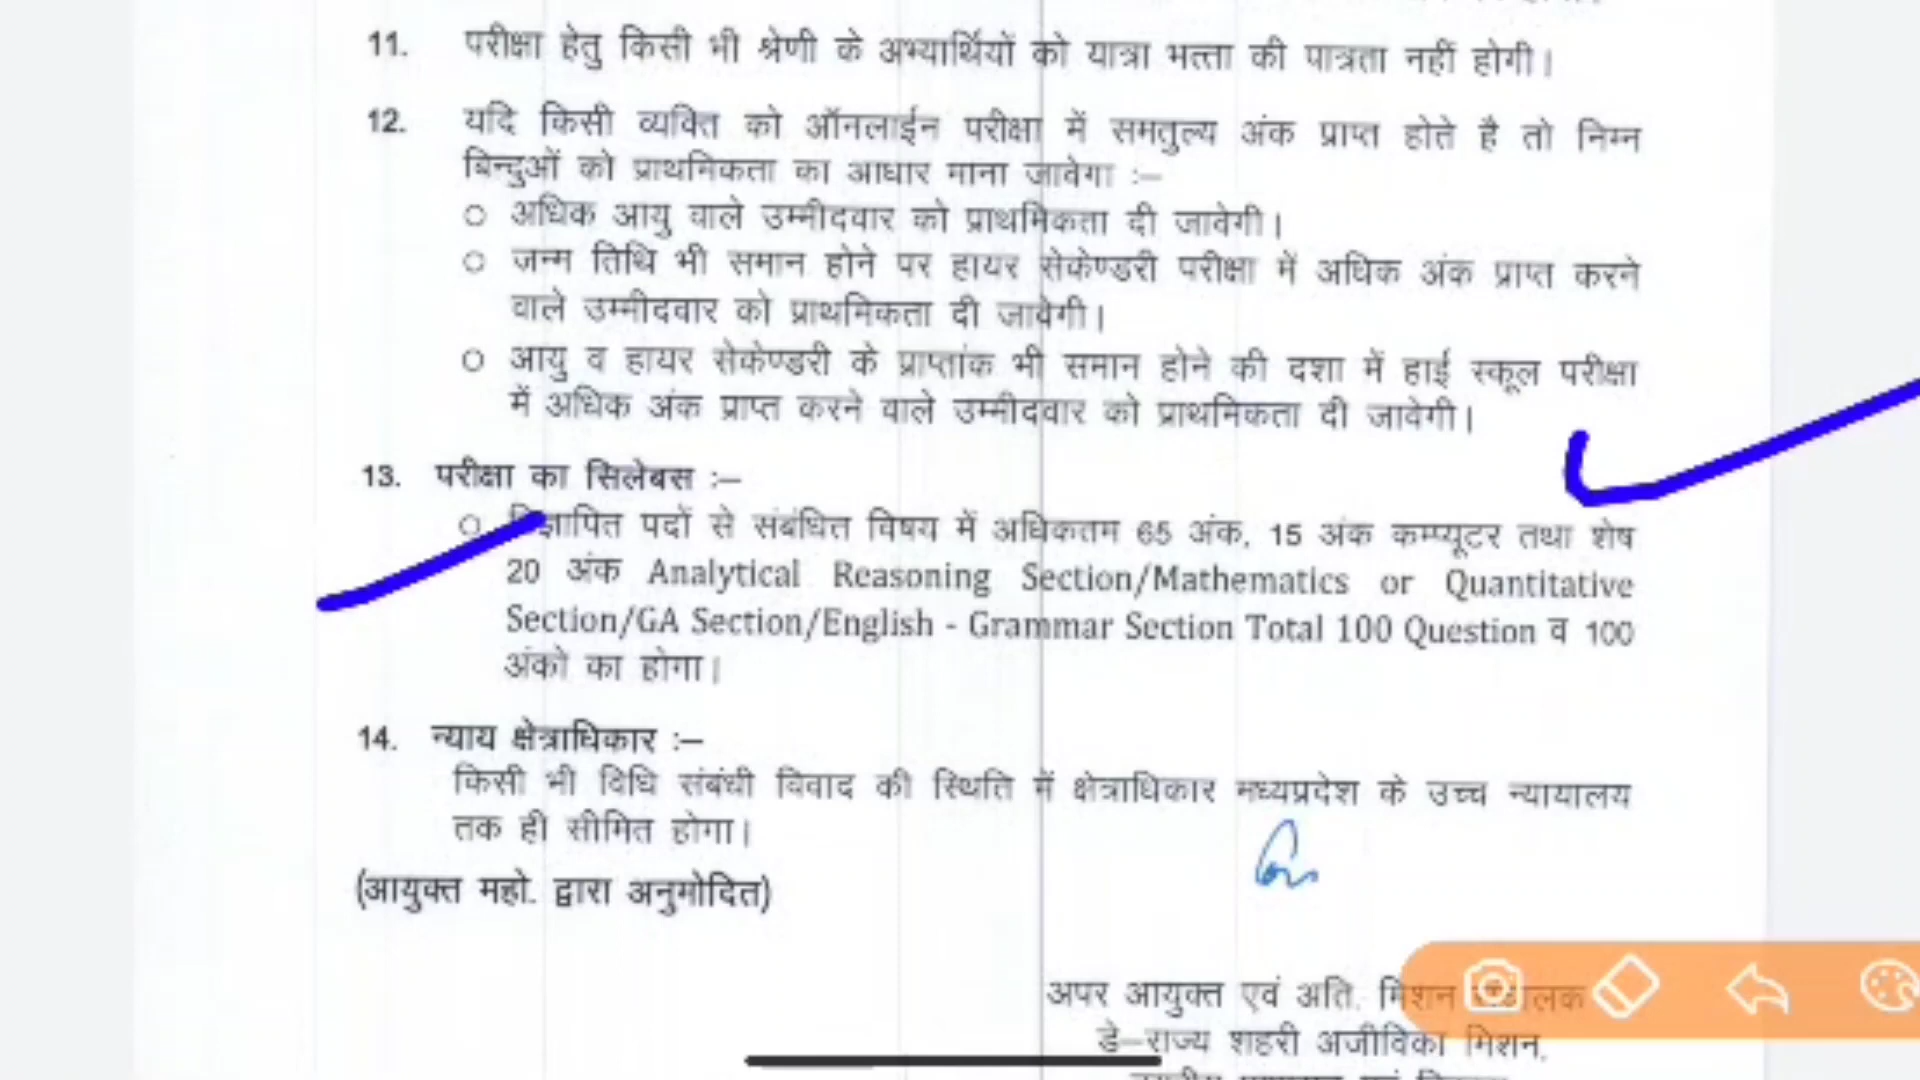 11. परीक्षा हेतु किसी भी श्रेणी के अभ्यार्थियों को यात्रा भत्ता की पात्रता नहीं होगी।
12. यदि किसी व्यक्ति को ऑनलाईन परीक्षा में समतुल्य अंक प्राप्त होते है तो निम्न
बिन्दुओं को प्राथमिकता का आधार माना जावेगा :–
○ अधिक आयु वाले उम्मीदवार को प्राथमिकता दी जावेगी।
○ जन्म तिथि भी समान होने पर हायर सेकेण्डरी परीक्षा में अधिक अंक प्राप्त करने
वाले उम्मीदवार को प्राथमिकता दी जावेगी।
○ आयु व हायर सेकेण्डरी के प्राप्तांक भी समान होने की दशा में हाई स्कूल परीक्षा
में अधिक अंक प्राप्त करने वाले उम्मीदवार को प्राथमिकता दी जावेगी।
13. परीक्षा का सिलेबस :–
○ विज्ञापित पदों से संबंधित विषय में अधिकतम 65 अंक, 15 अंक कम्प्यूटर तथा शेष
20 अंक Analytical Reasoning Section/Mathematics or Quantitative
Section/GA Section/English - Grammar Section Total 100 Question व 100
अंको का होगा।
14. न्याय क्षेत्राधिकार :–
किसी भी विधि संबंधी विवाद की स्थिति में क्षेत्राधिकार मध्यप्रदेश के उच्च न्यायालय
तक ही सीमित होगा।
(आयुक्त महो. द्वारा अनुमोदित)
अपर आयुक्त एवं अति. मिशन संचालक
डे–राज्य शहरी अजीविका मिशन,